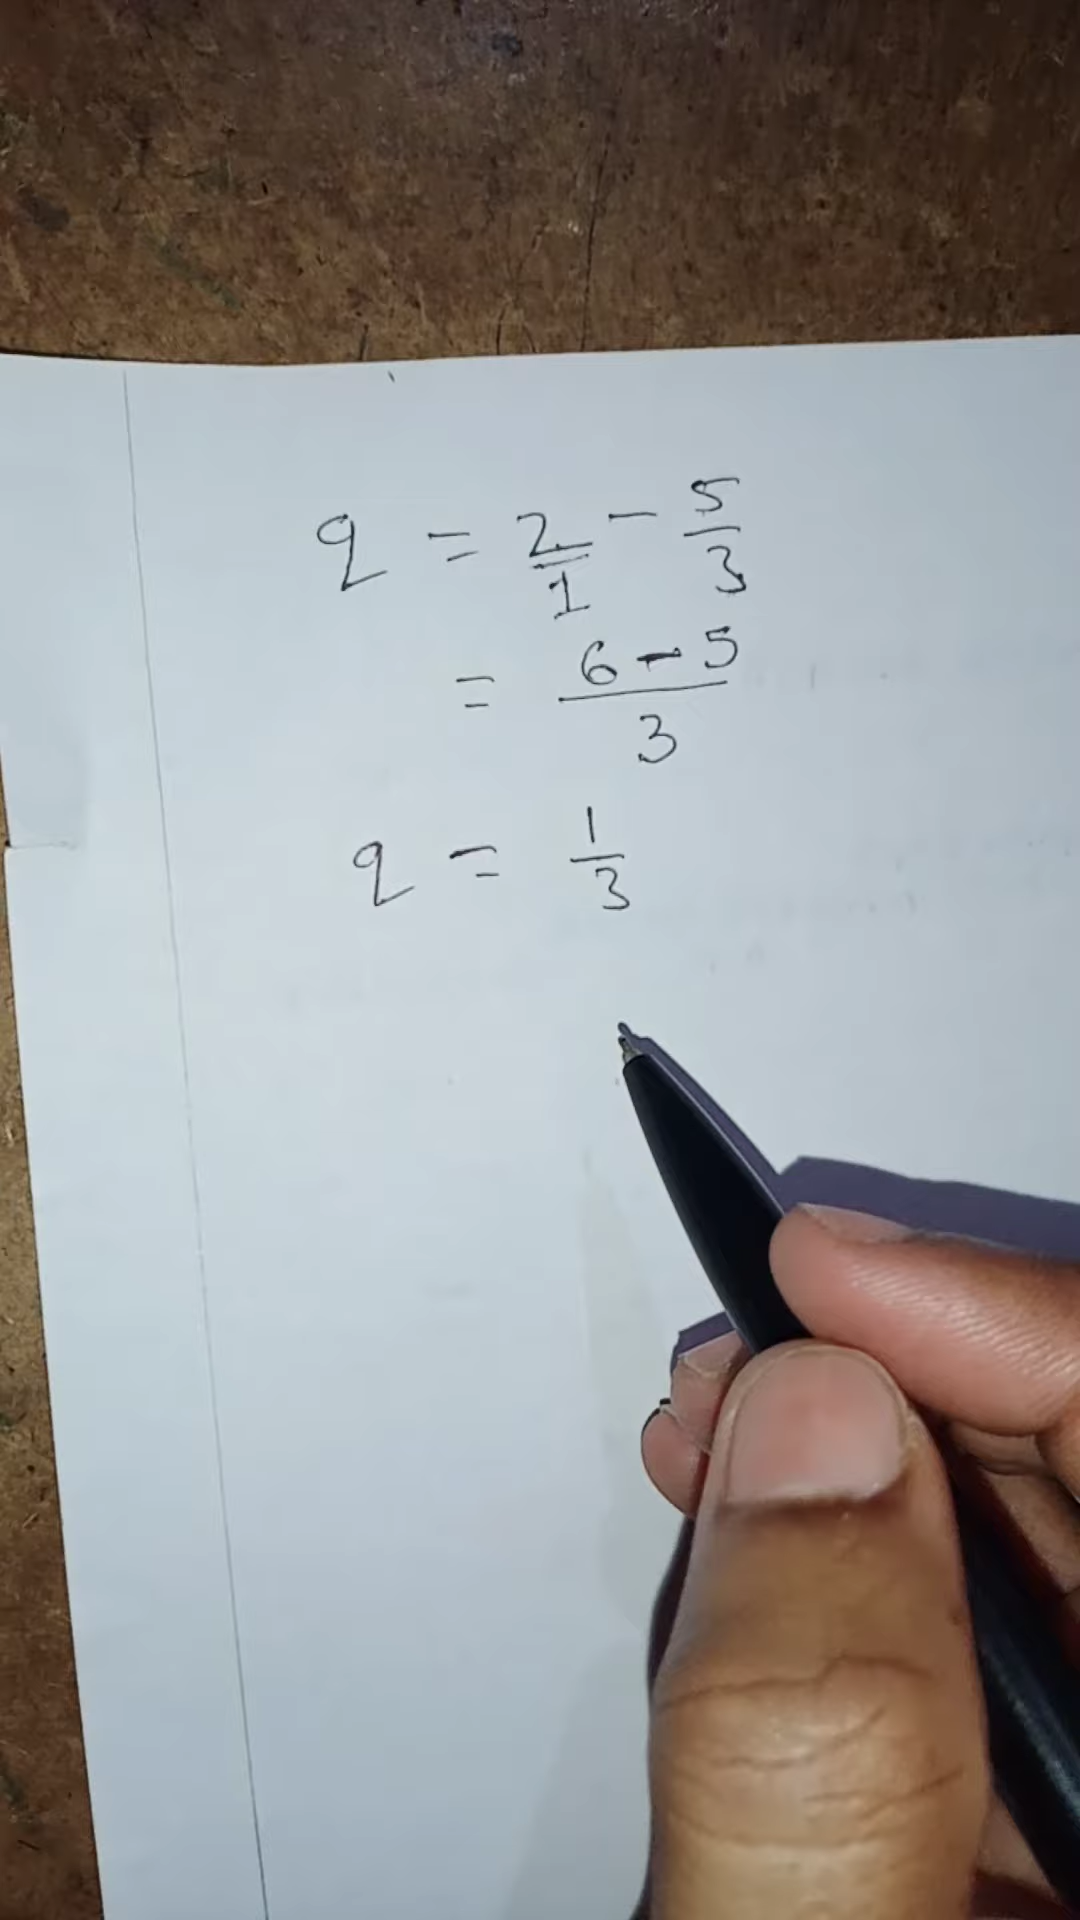 q = 2/1 - 5/3
= 6 - 5/3
q = 1/3